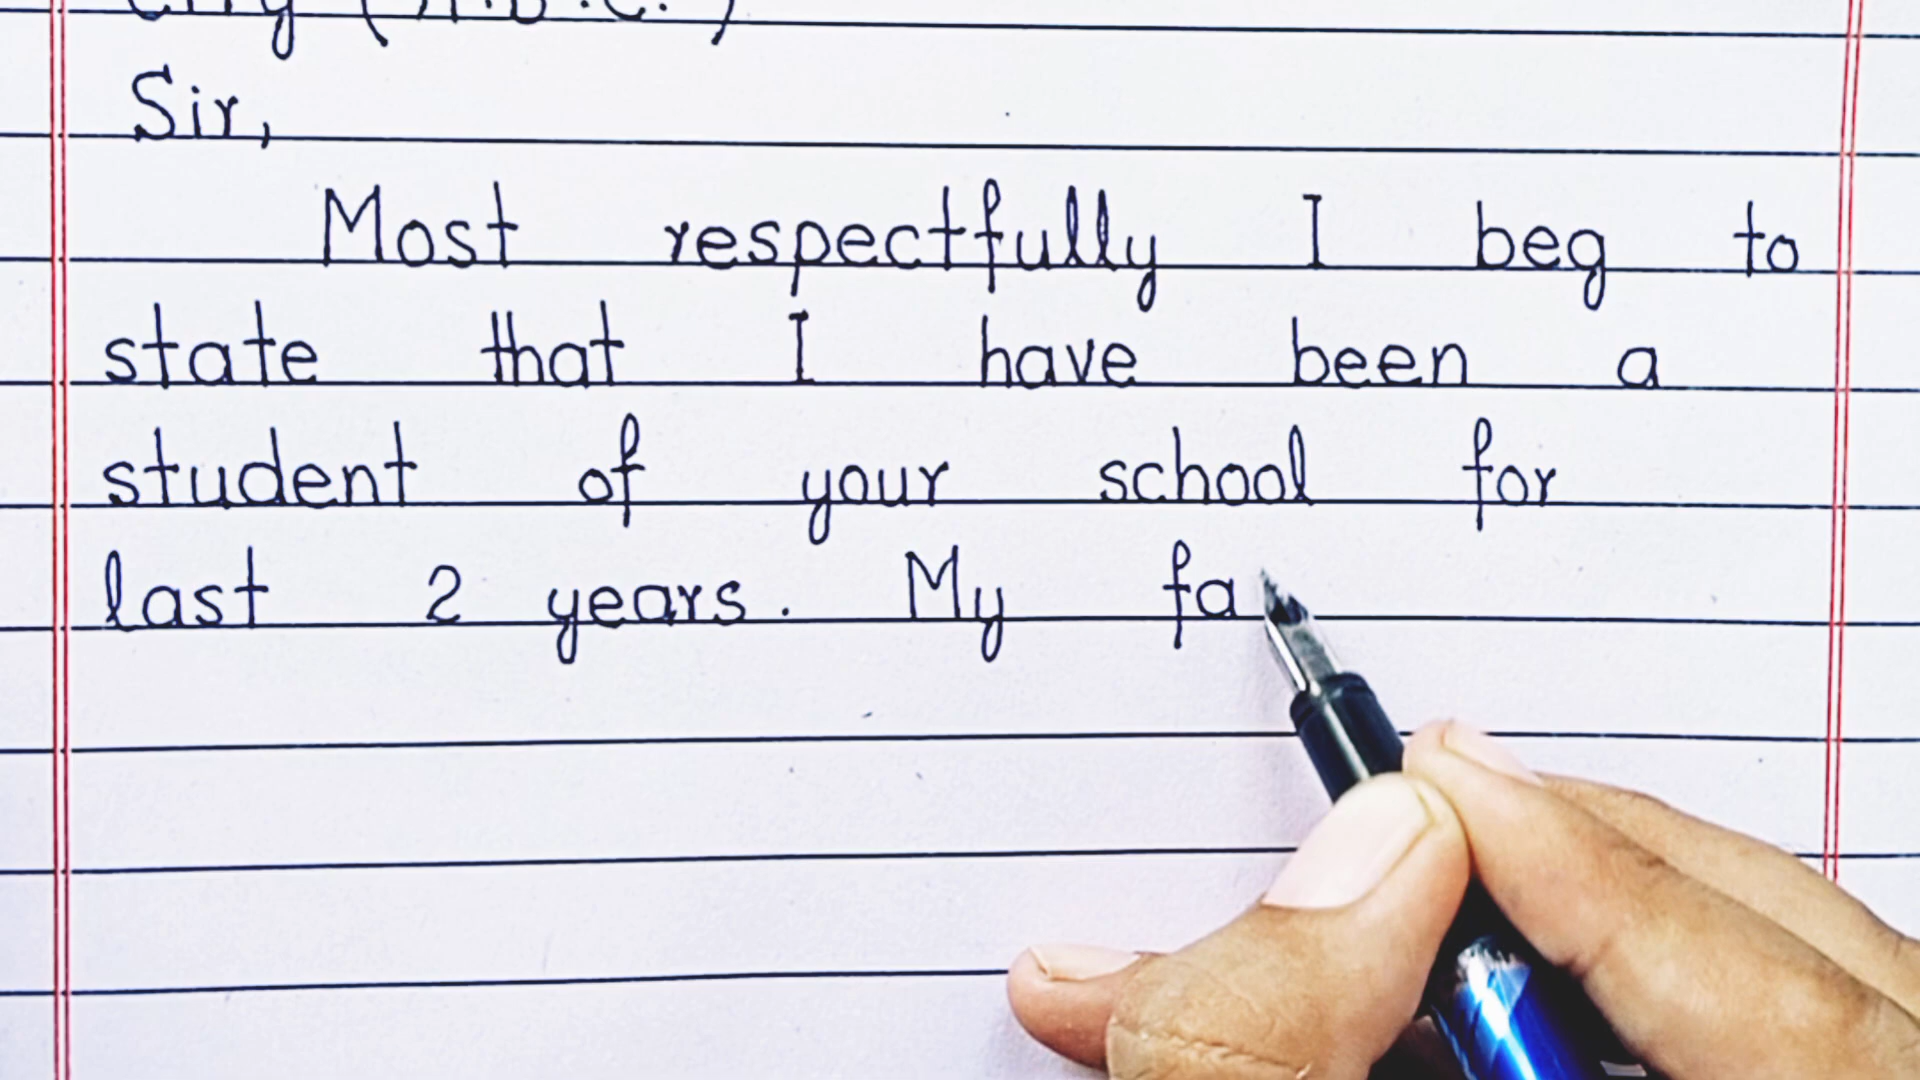 City (A.B.C.)
Sir,
Most respectfully I beg to
state that I have been a
student of your school for
last 2 years. My fa